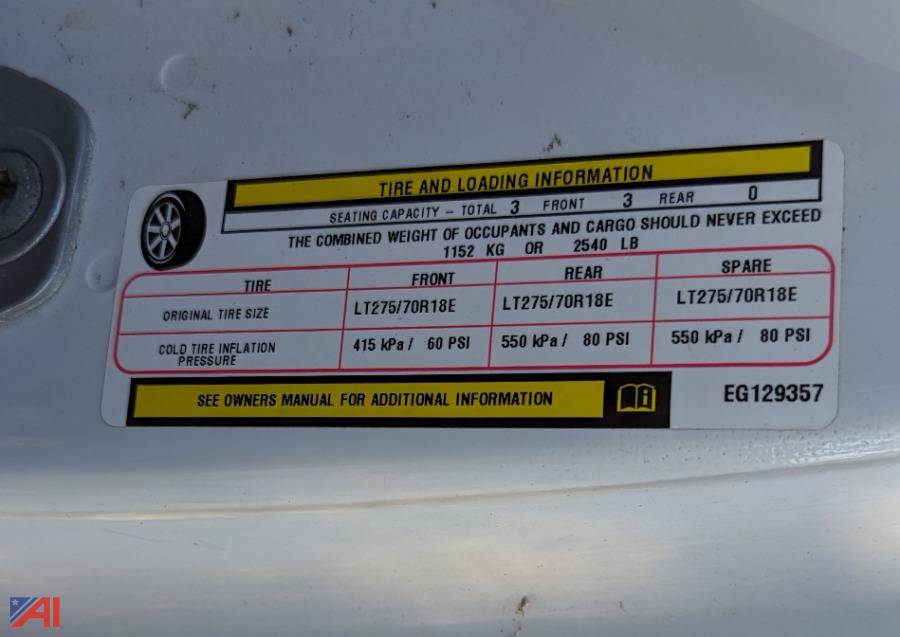 TIRE AND LOADING INFORMATION
SEATING CAPACITY – TOTAL 3 FRONT 3 REAR 0
THE COMBINED WEIGHT OF OCCUPANTS AND CARGO SHOULD NEVER EXCEED
1152 KG OR 2540 LB
TIRE FRONT REAR SPARE
ORIGINAL TIRE SIZE LT275/70R18E LT275/70R18E LT275/70R18E
COLD TIRE INFLATION PRESSURE 415 kPa / 60 PSI 550 kPa / 80 PSI 550 kPa / 80 PSI
SEE OWNERS MANUAL FOR ADDITIONAL INFORMATION EG129357
AI